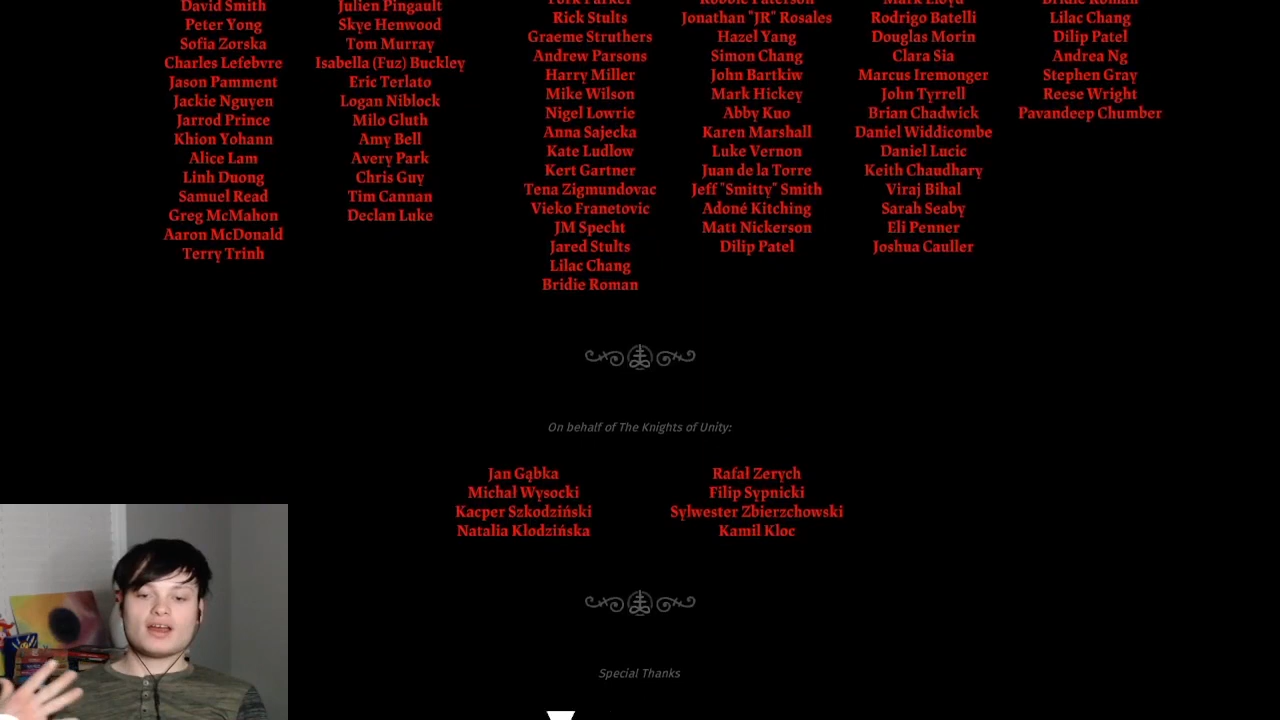 David Smith
Peter Yong
Sofia Zorska
Charles Lefebvre
Jason Pamment
Jackie Nguyen
Jarrod Prince
Khion Yohann
Alice Lam
Linh Duong
Samuel Read
Greg McMahon
Aaron McDonald
Terry Trinh
Julien Pingault
Skye Henwood
Tom Murray
Isabella (Fuz) Buckley
Eric Terlato
Logan Niblock
Milo Gluth
Amy Bell
Avery Park
Chris Guy
Tim Cannan
Declan Luke
Rick Stults
Graeme Struthers
Andrew Parsons
Harry Miller
Mike Wilson
Nigel Lowrie
Anna Sajecka
Kate Ludlow
Kert Gartner
Tena Zigmundovac
Vieko Franetovic
JM Specht
Jared Stults
Lilac Chang
Bridie Roman
Jonathan "JR" Rosales
Hazel Yang
Simon Chang
John Bartkiw
Mark Hickey
Abby Kuo
Karen Marshall
Luke Vernon
Juan de la Torre
Jeff "Smitty" Smith
Adoné Kitching
Matt Nickerson
Dilip Patel
Rodrigo Batelli
Douglas Morin
Clara Sia
Marcus Iremonger
John Tyrrell
Brian Chadwick
Daniel Widdicombe
Daniel Lucic
Keith Chaudhary
Viraj Bihal
Sarah Seaby
Eli Penner
Joshua Cauller
Lilac Chang
Dilip Patel
Andrea Ng
Stephen Gray
Reese Wright
Pavandeep Chumber
On behalf of The Knights of Unity:
Jan Gąbka
Michał Wysocki
Kacper Szkodziński
Natalia Kłodzińska
Rafał Zerych
Filip Sypnicki
Sylwester Zbierzchowski
Kamil Kloc
Special Thanks